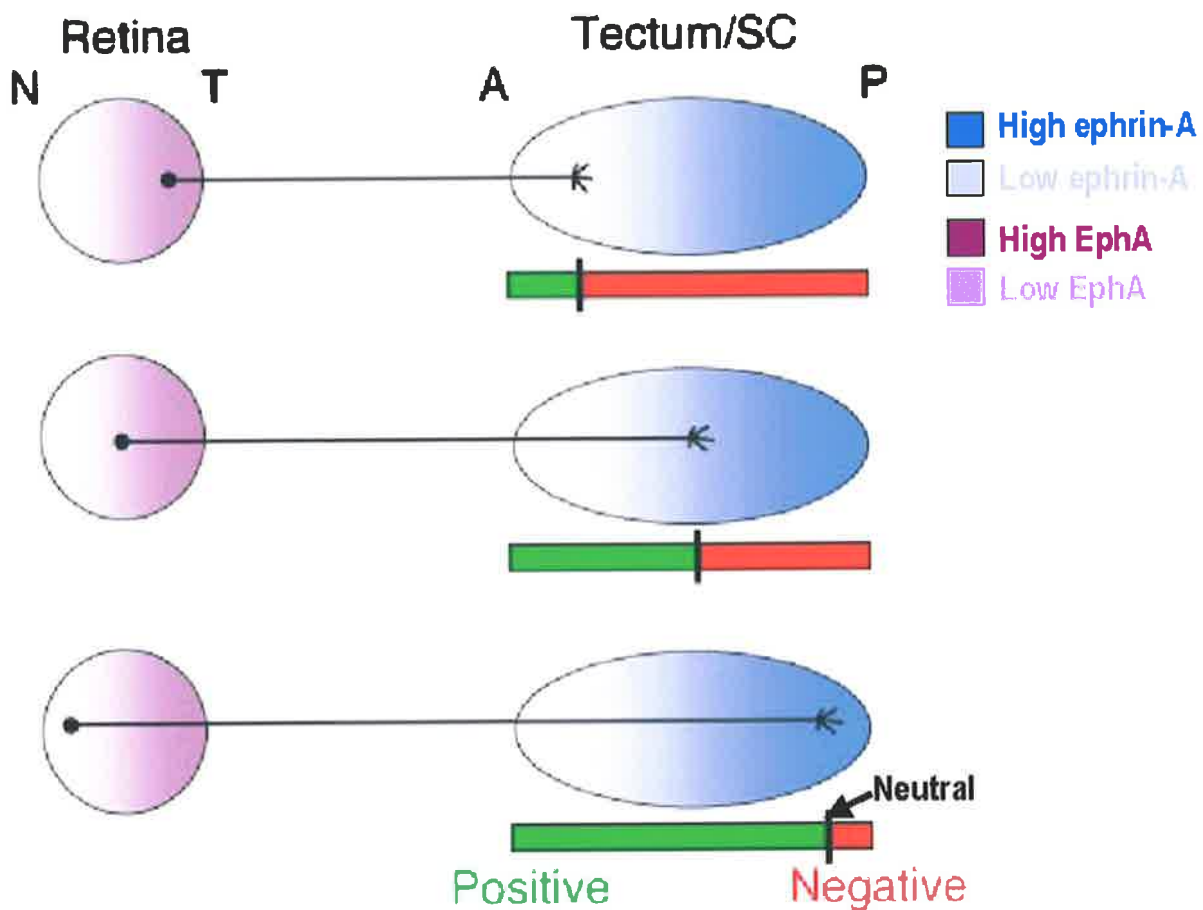 Retina
Tectum/SC
N
T
A
P
High ephrin-A
Low ephrin-A
High EphA
Low EphA
Neutral
Positive
Negative